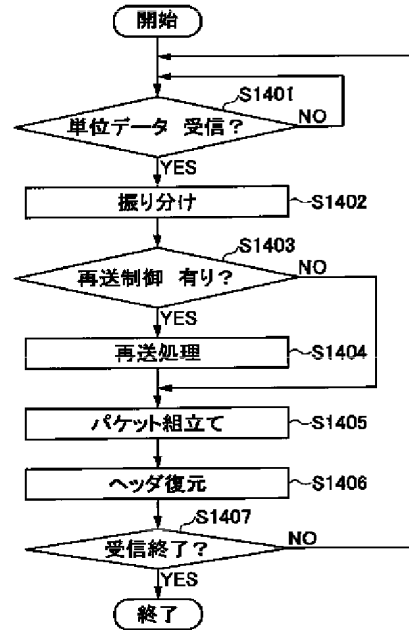 開始
S1401
単位データ 受信？
NO
YES
振り分け
S1402
S1403
再送制御 有り？
NO
YES
再送処理
S1404
パケット組立て
S1405
ヘッダ復元
S1406
S1407
受信終了？
NO
YES
終了